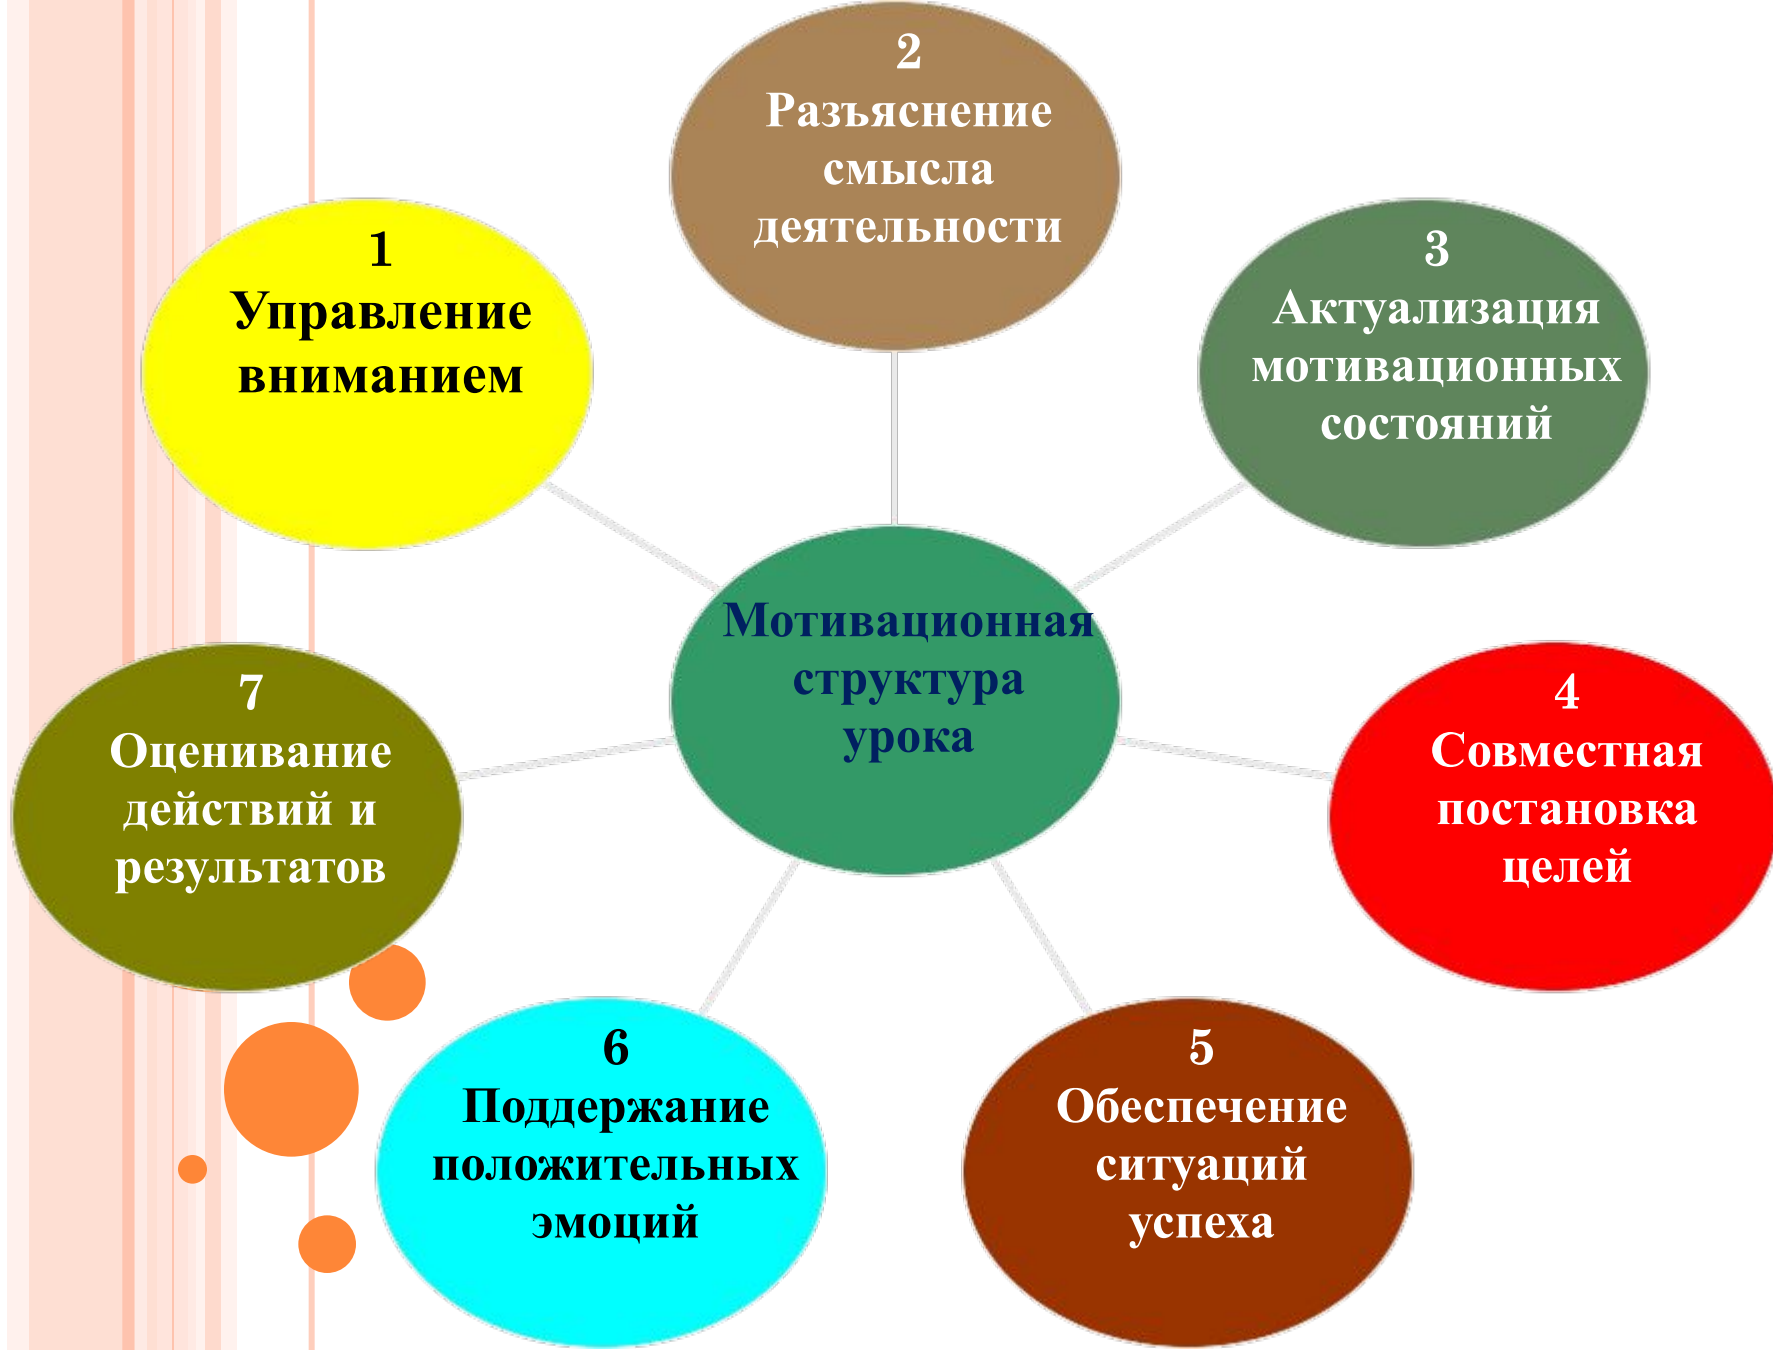 1
Управление
вниманием
2
Разъяснение
смысла
деятельности
3
Актуализация
мотивационных
состояний
Мотивационная
структура
урока
4
Совместная
постановка
целей
5
Обеспечение
ситуаций
успеха
6
Поддержание
положительных
эмоций
7
Оценивание
действий и
результатов